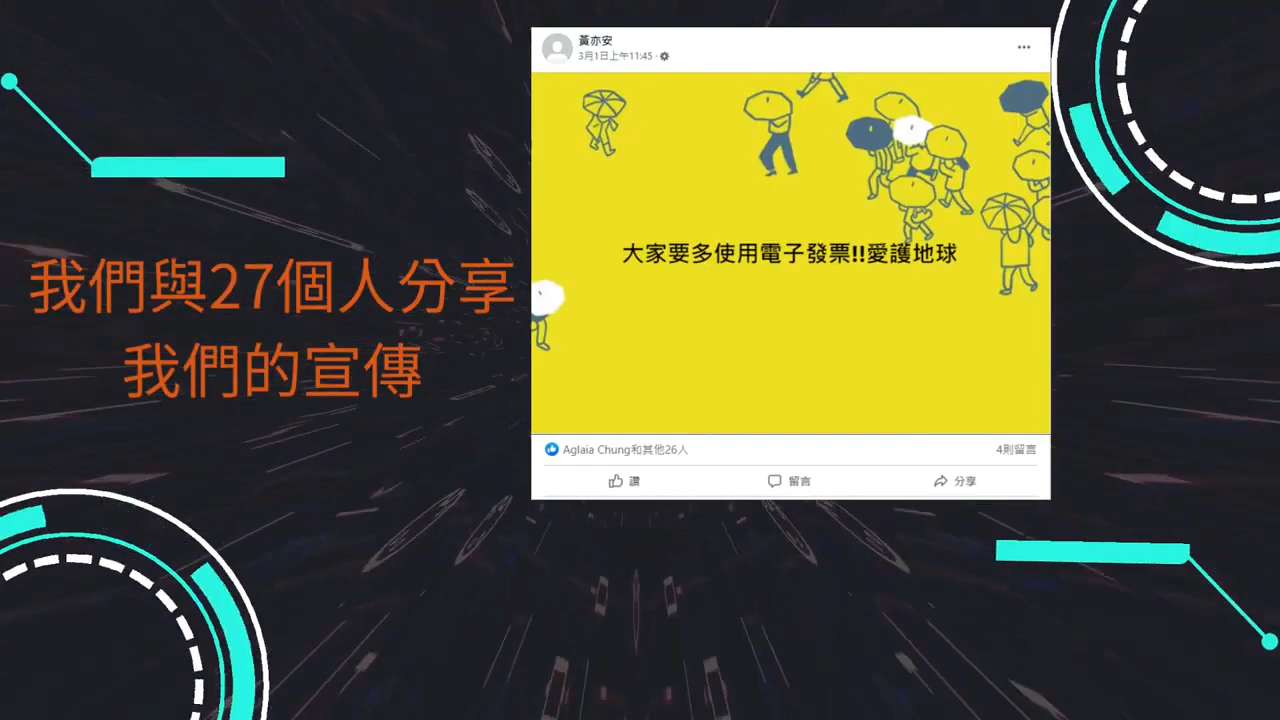 我們與27個人分享
我們的宣傳
黃亦安
3月1日上午11:45 ·
大家要多使用電子發票!!愛護地球
Aglaia Chung和其他26人
4則留言
讚
留言
分享